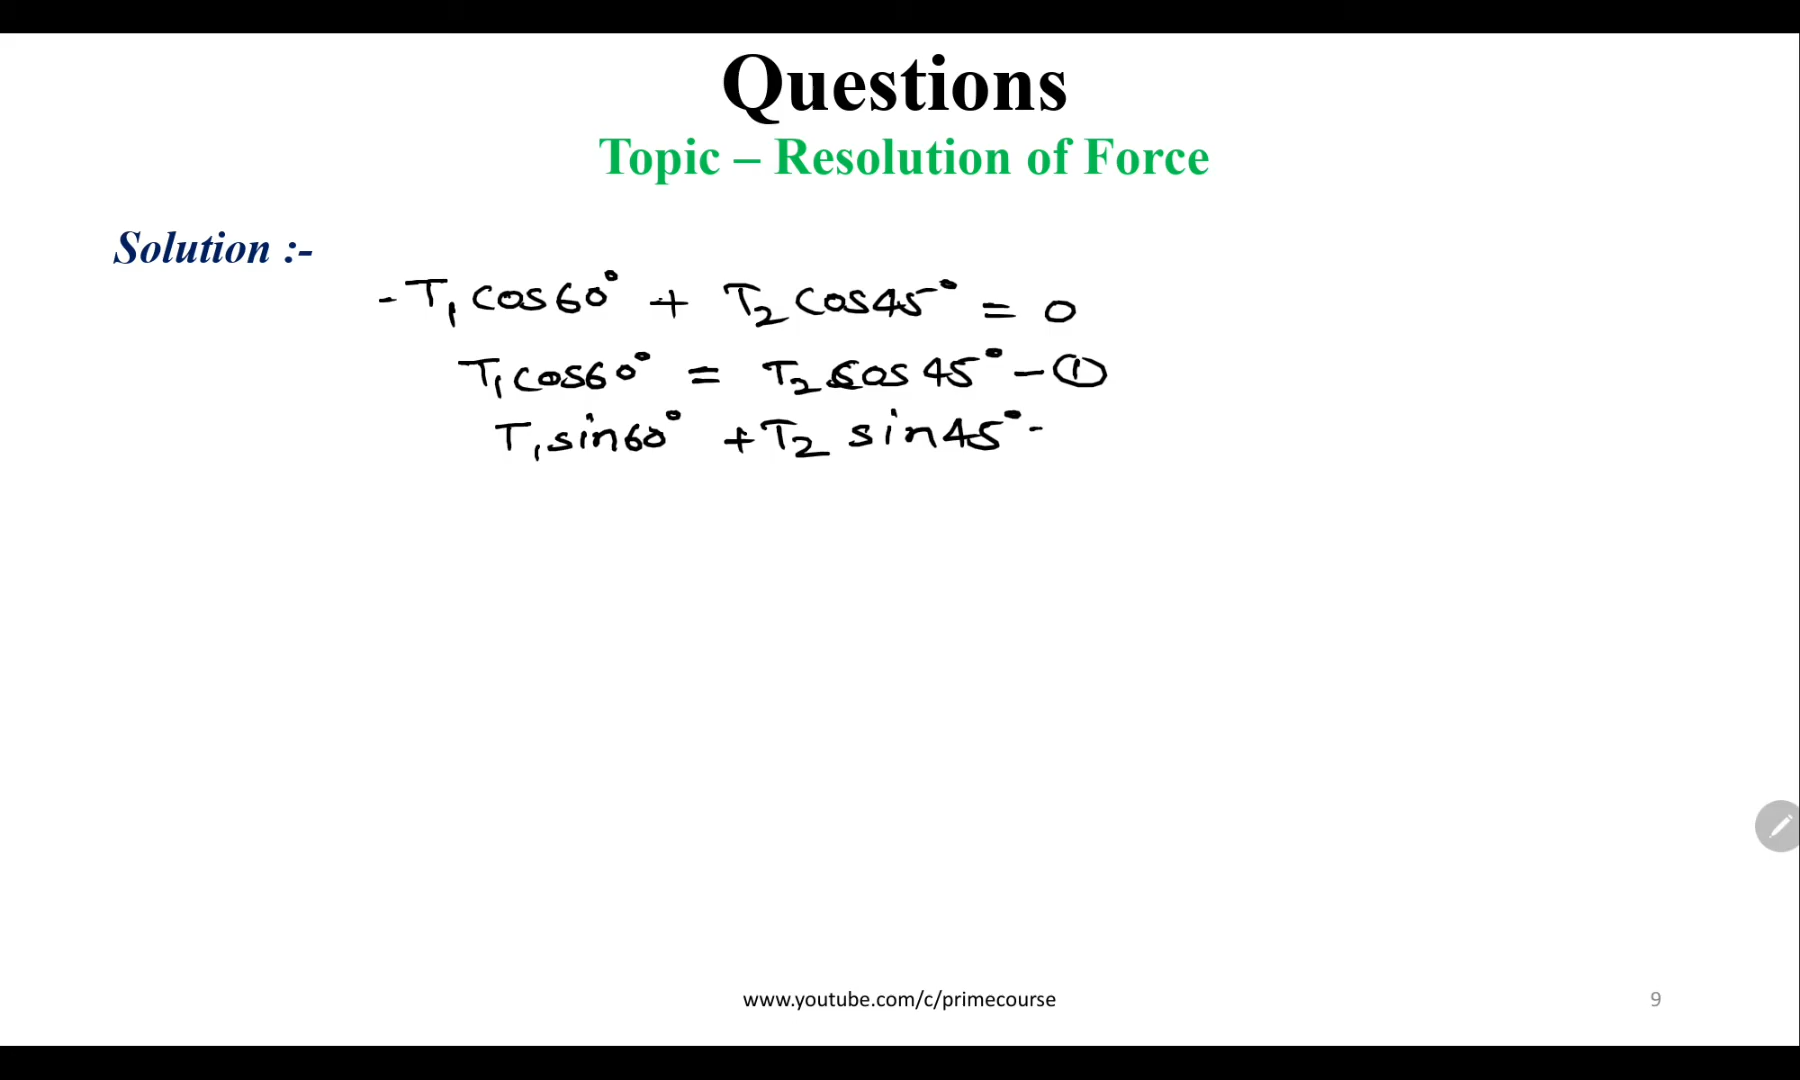 Questions
Topic – Resolution of Force
Solution :-
- T₁ cos60° + T₂ cos45° = 0
T₁ cos60° = T₂ cos 45° – ①
T₁ sin60° + T₂ sin45° -
www.youtube.com/c/primecourse
9